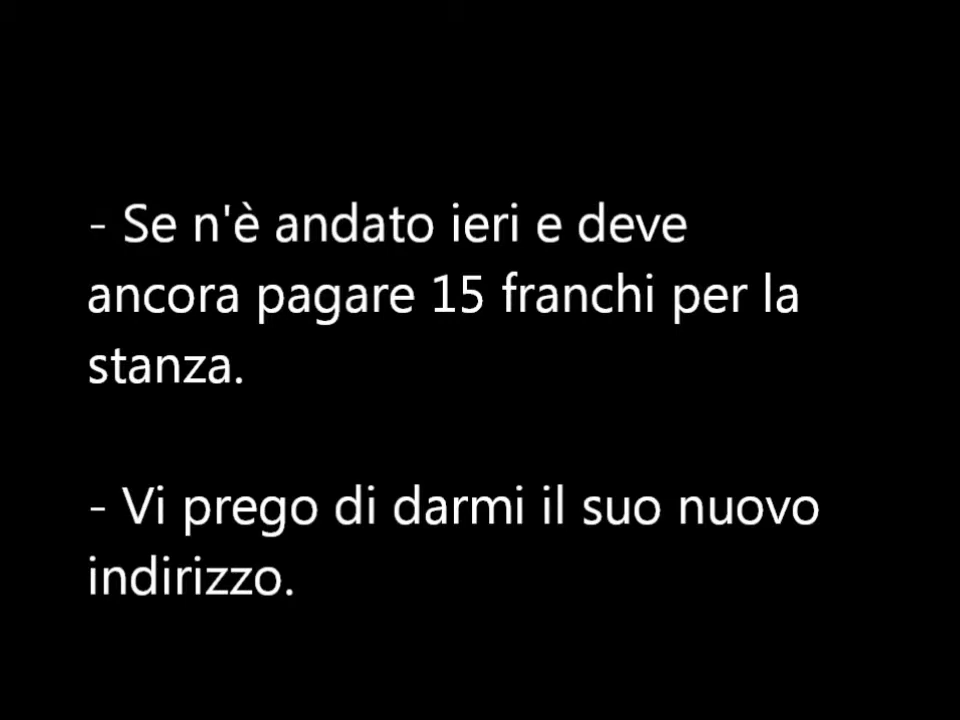 - Se n'è andato ieri e deve
ancora pagare 15 franchi per la
stanza.
- Vi prego di darmi il suo nuovo
indirizzo.